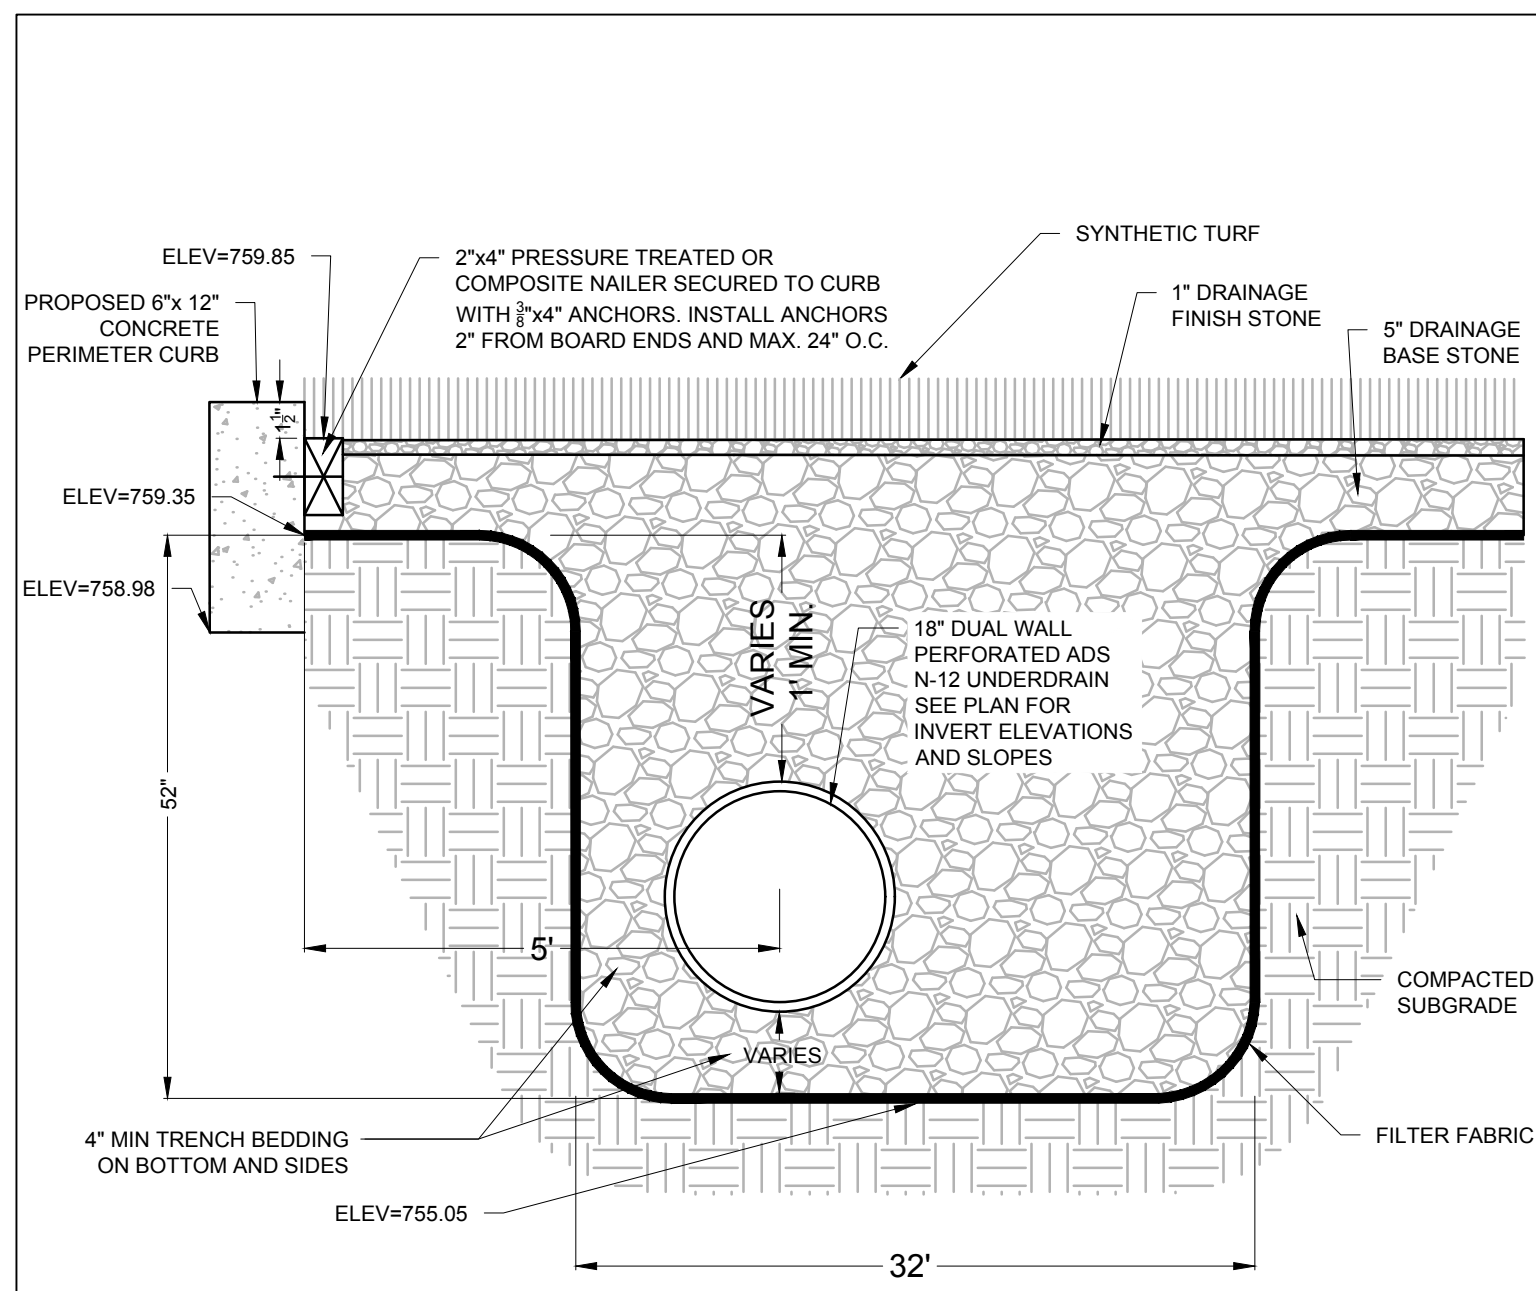 SYNTHETIC TURF
ELEV=759.85
2"x4" PRESSURE TREATED OR
COMPOSITE NAILER SECURED TO CURB
WITH 3/8"x4" ANCHORS. INSTALL ANCHORS
2" FROM BOARD ENDS AND MAX. 24" O.C.
PROPOSED 6"x 12"
CONCRETE
PERIMETER CURB
1" DRAINAGE
FINISH STONE
5" DRAINAGE
BASE STONE
1 1/2"
ELEV=759.35
ELEV=758.98
VARIES
1' MIN.
18" DUAL WALL
PERFORATED ADS
N-12 UNDERDRAIN
SEE PLAN FOR
INVERT ELEVATIONS
AND SLOPES
52"
5'
COMPACTED
SUBGRADE
VARIES
4" MIN TRENCH BEDDING
ON BOTTOM AND SIDES
FILTER FABRIC
ELEV=755.05
32'